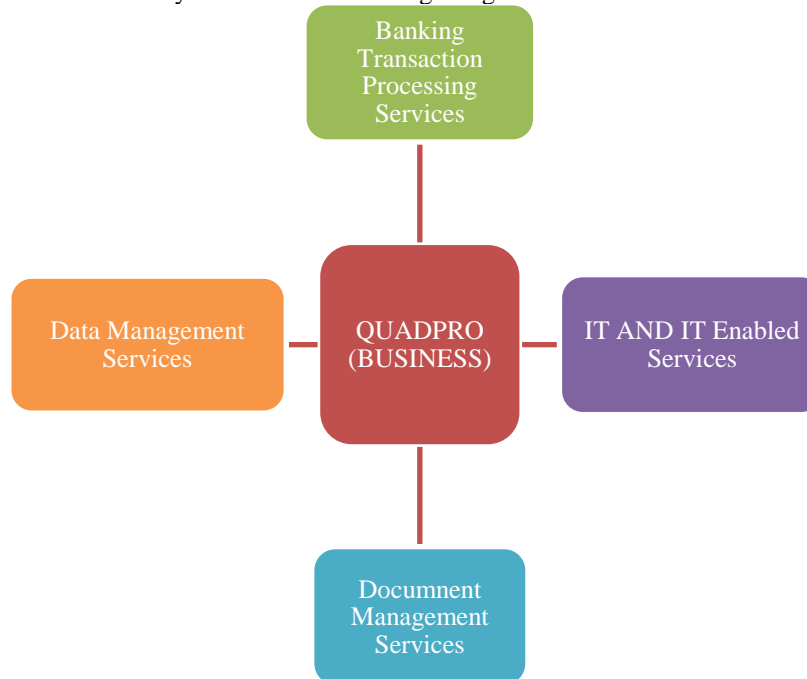 Banking
Transaction
Processing
Services
Data Management
Services
QUADPRO
(BUSINESS)
IT AND IT Enabled
Services
Documnent
Management
Services